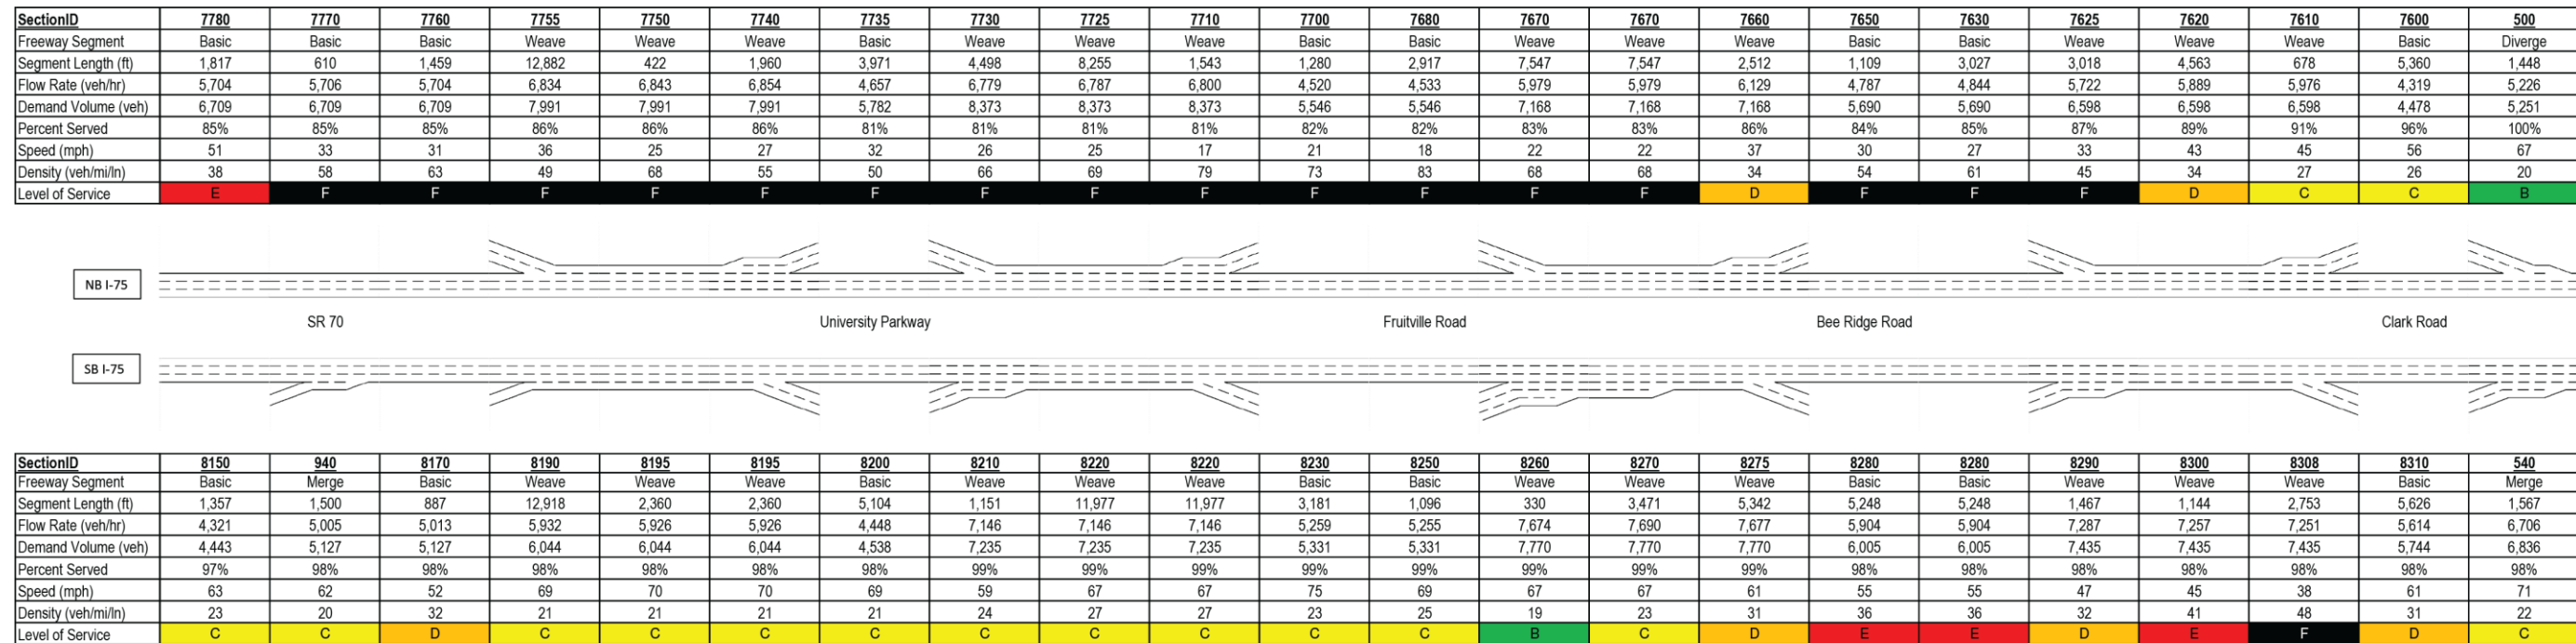 SectionID 7780 7770 7760 7755 7750 7740 7735 7730 7725 7710 7700 7680 7670 7670 7660 7650 7630 7625 7620 7610 7600 500
Freeway Segment Basic Basic Basic Weave Weave Weave Basic Weave Weave Weave Basic Basic Weave Weave Weave Basic Basic Weave Weave Weave Basic Diverge
Segment Length (ft) 1,817 610 1,459 12,882 422 1,960 3,971 4,498 8,255 1,543 1,280 2,917 7,547 7,547 2,512 1,109 3,027 3,018 4,563 678 5,360 1,448
Flow Rate (veh/hr) 5,704 5,706 5,704 6,834 6,843 6,854 4,657 6,779 6,787 6,800 4,520 4,533 5,979 5,979 6,129 4,787 4,844 5,722 5,889 5,976 4,319 5,226
Demand Volume (veh) 6,709 6,709 6,709 7,991 7,991 7,991 5,782 8,373 8,373 8,373 5,546 5,546 7,168 7,168 7,168 5,690 5,690 6,598 6,598 6,598 4,478 5,251
Percent Served 85% 85% 85% 86% 86% 86% 81% 81% 81% 81% 82% 82% 83% 83% 86% 84% 85% 87% 89% 91% 96% 100%
Speed (mph) 51 33 31 36 25 27 32 26 25 17 21 18 22 22 37 30 27 33 43 45 56 67
Density (veh/mi/ln) 38 58 63 49 68 55 50 66 69 79 73 83 68 68 34 54 61 45 34 27 26 20
Level of Service E F F F F F F F F F F F F F D F F F D C C B
NB I-75
SR 70 University Parkway Fruitville Road Bee Ridge Road Clark Road
SB I-75
SectionID 8150 940 8170 8190 8195 8195 8200 8210 8220 8220 8230 8250 8260 8270 8275 8280 8280 8290 8300 8308 8310 540
Freeway Segment Basic Merge Basic Weave Weave Weave Basic Weave Weave Weave Basic Basic Weave Weave Weave Basic Basic Weave Weave Weave Basic Merge
Segment Length (ft) 1,357 1,500 887 12,918 2,360 2,360 5,104 1,151 11,977 11,977 3,181 1,096 330 3,471 5,342 5,248 5,248 1,467 1,144 2,753 5,626 1,567
Flow Rate (veh/hr) 4,321 5,005 5,013 5,932 5,926 5,926 4,448 7,146 7,146 7,146 5,259 5,255 7,674 7,690 7,677 5,904 5,904 7,287 7,257 7,251 5,614 6,706
Demand Volume (veh) 4,443 5,127 5,127 6,044 6,044 6,044 4,538 7,235 7,235 7,235 5,331 5,331 7,770 7,770 7,770 6,005 6,005 7,435 7,435 7,435 5,744 6,836
Percent Served 97% 98% 98% 98% 98% 98% 98% 99% 99% 99% 99% 99% 99% 99% 99% 98% 98% 98% 98% 98% 98% 98%
Speed (mph) 63 62 52 69 70 70 69 59 67 67 75 69 67 67 61 55 55 47 45 38 61 71
Density (veh/mi/ln) 23 20 32 21 21 21 21 24 27 27 23 25 19 23 31 36 36 32 41 48 31 22
Level of Service C C D C C C C C C C C C B C D E E D E F D C